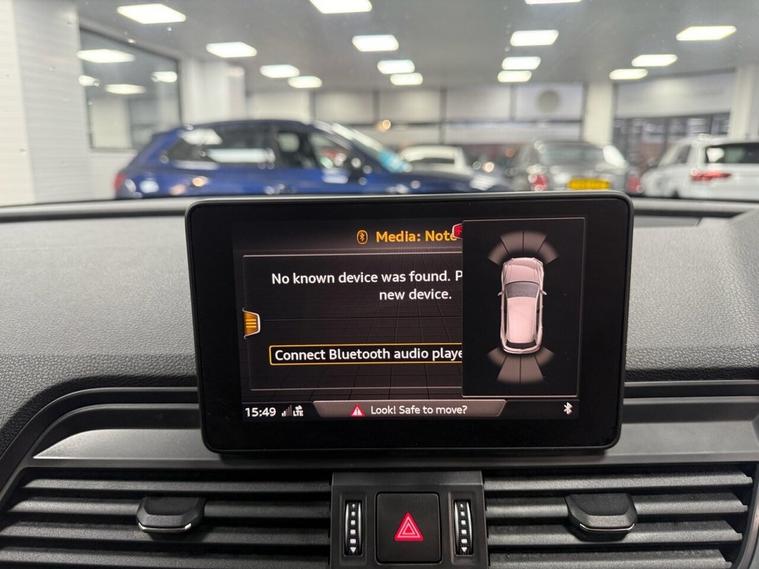 Media: Note
No known device was found. P
new device.
Connect Bluetooth audio playe
15:49
LTE
Look! Safe to move?